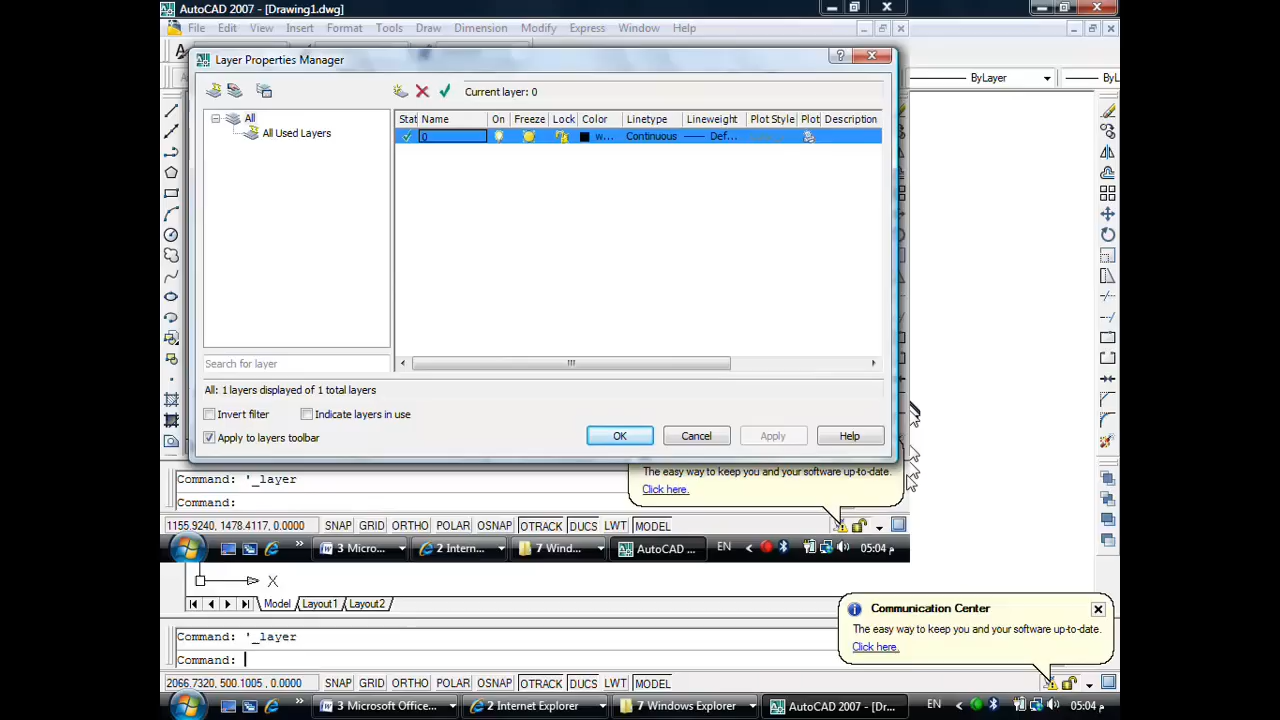 AutoCAD 2007 - [Drawing1.dwg]
File Edit View Insert Format Tools Draw Dimension Modify Express Window Help
Layer Properties Manager
ByLayer
ByL
Current layer: 0
All
All Used Layers
Stat Name On Freeze Lock Color Linetype Lineweight Plot Style Plot Description
0 w... Continuous Def...
Search for layer
All: 1 layers displayed of 1 total layers
Invert filter Indicate layers in use
Apply to layers toolbar
OK Cancel Apply Help
The easy way to keep you and your software up-to-date.
Click here.
Command: '_layer
Command:
1155.9240, 1478.4117, 0.0000 SNAP GRID ORTHO POLAR OSNAP OTRACK DUCS LWT MODEL
3 Micro... 2 Intern... 7 Wind... AutoCAD ... EN 05:04 م
X
Model Layout1 Layout2
Communication Center
The easy way to keep you and your software up-to-date.
Click here.
Command: '_layer
Command:
2066.7320, 500.1005 , 0.0000 SNAP GRID ORTHO POLAR OSNAP OTRACK DUCS LWT MODEL
3 Microsoft Office... 2 Internet Explorer 7 Windows Explorer AutoCAD 2007 - [Dr... EN 05:04 م